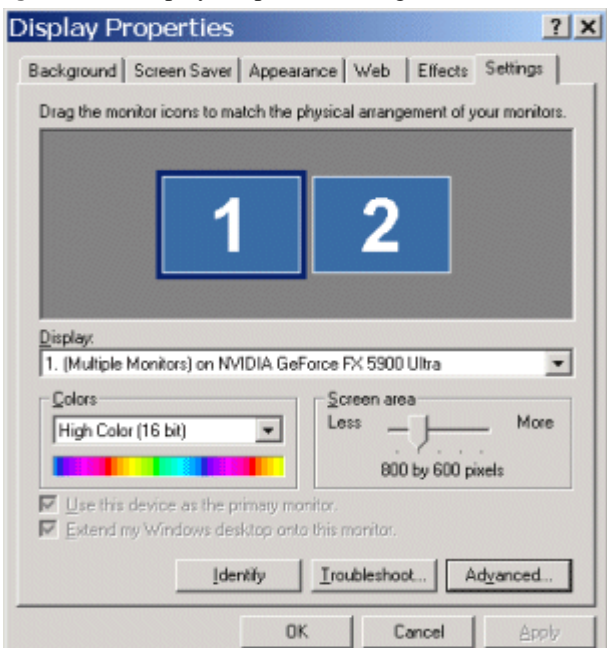 Display Properties
Background Screen Saver Appearance Web Effects Settings
Drag the monitor icons to match the physical arrangement of your monitors.
1 2
Display:
1. (Multiple Monitors) on NVIDIA GeForce FX 5900 Ultra
Colors
High Color (16 bit)
Screen area
Less More
800 by 600 pixels
Use this device as the primary monitor.
Extend my Windows desktop onto this monitor.
Identify Troubleshoot... Advanced...
OK Cancel Apply